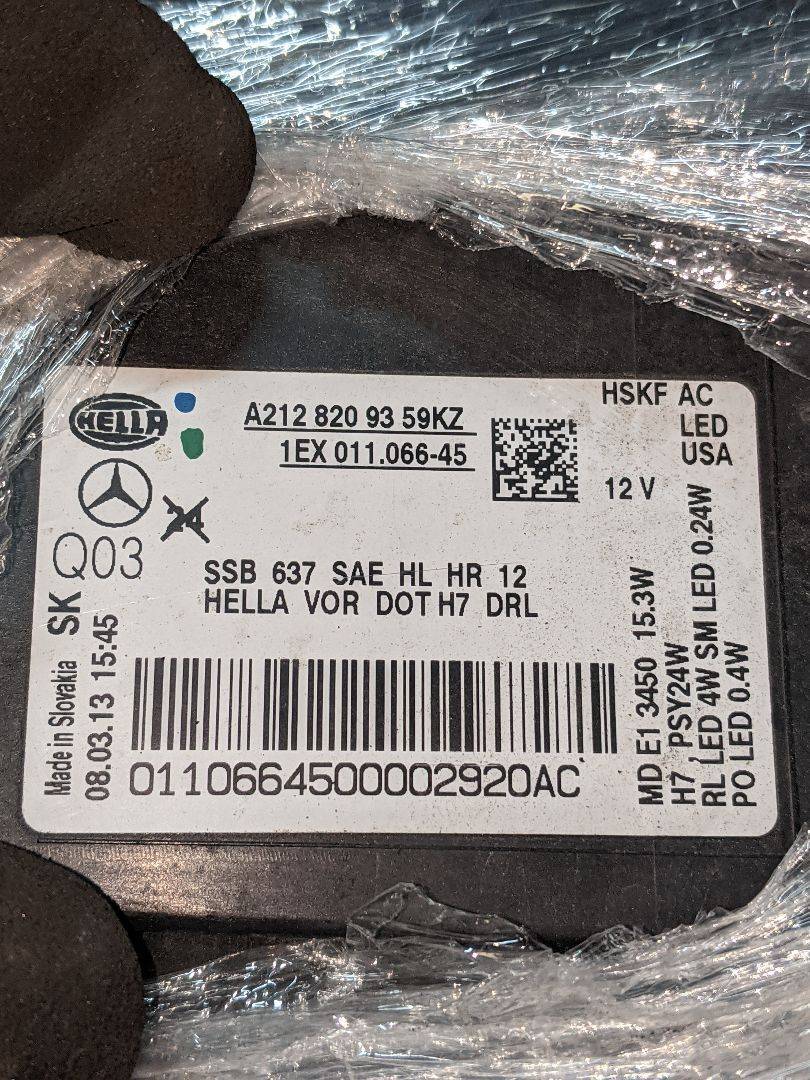 HELLA
A212 820 93 59KZ
1EX 011.066-45
HSKF AC
LED
USA
12 V
24
Q03
SSB 637 SAE HL HR 12
HELLA VOR DOT H7 DRL
SK
Made in Slovakia
08.03.13 15:45
0110664500002920AC
MD E1 3450 15.3W
H7, PSY24W
RL LED 4W SM LED 0.24W
PO LED 0.4W